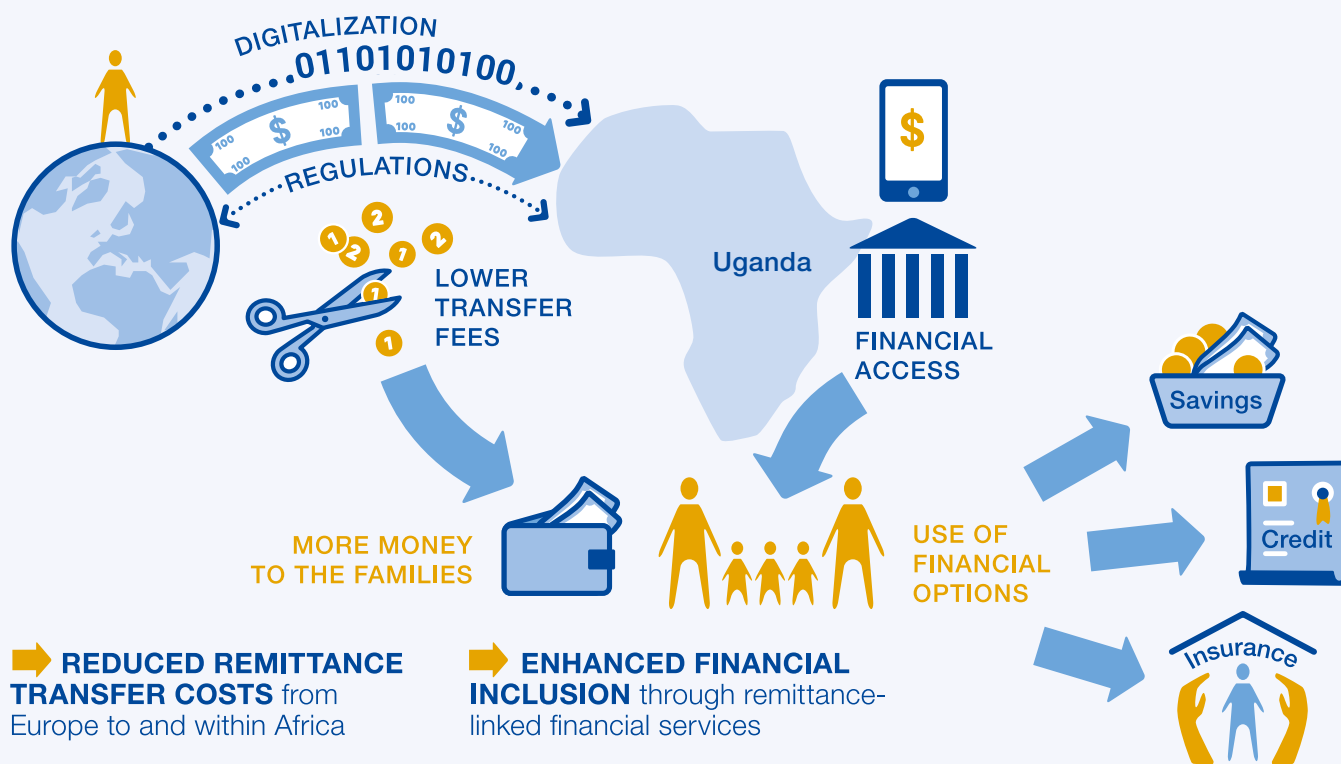 DIGITALIZATION
01101010100
100
$
100
100
100
100
$
100
100
100
REGULATIONS
1
2
2
1
2
1
1
LOWER
TRANSFER
FEES
Uganda
$
FINANCIAL
ACCESS
Savings
Credit
Insurance
MORE MONEY
TO THE FAMILIES
USE OF
FINANCIAL
OPTIONS
REDUCED REMITTANCE
TRANSFER COSTS from
Europe to and within Africa
ENHANCED FINANCIAL
INCLUSION through remittance-
linked financial services